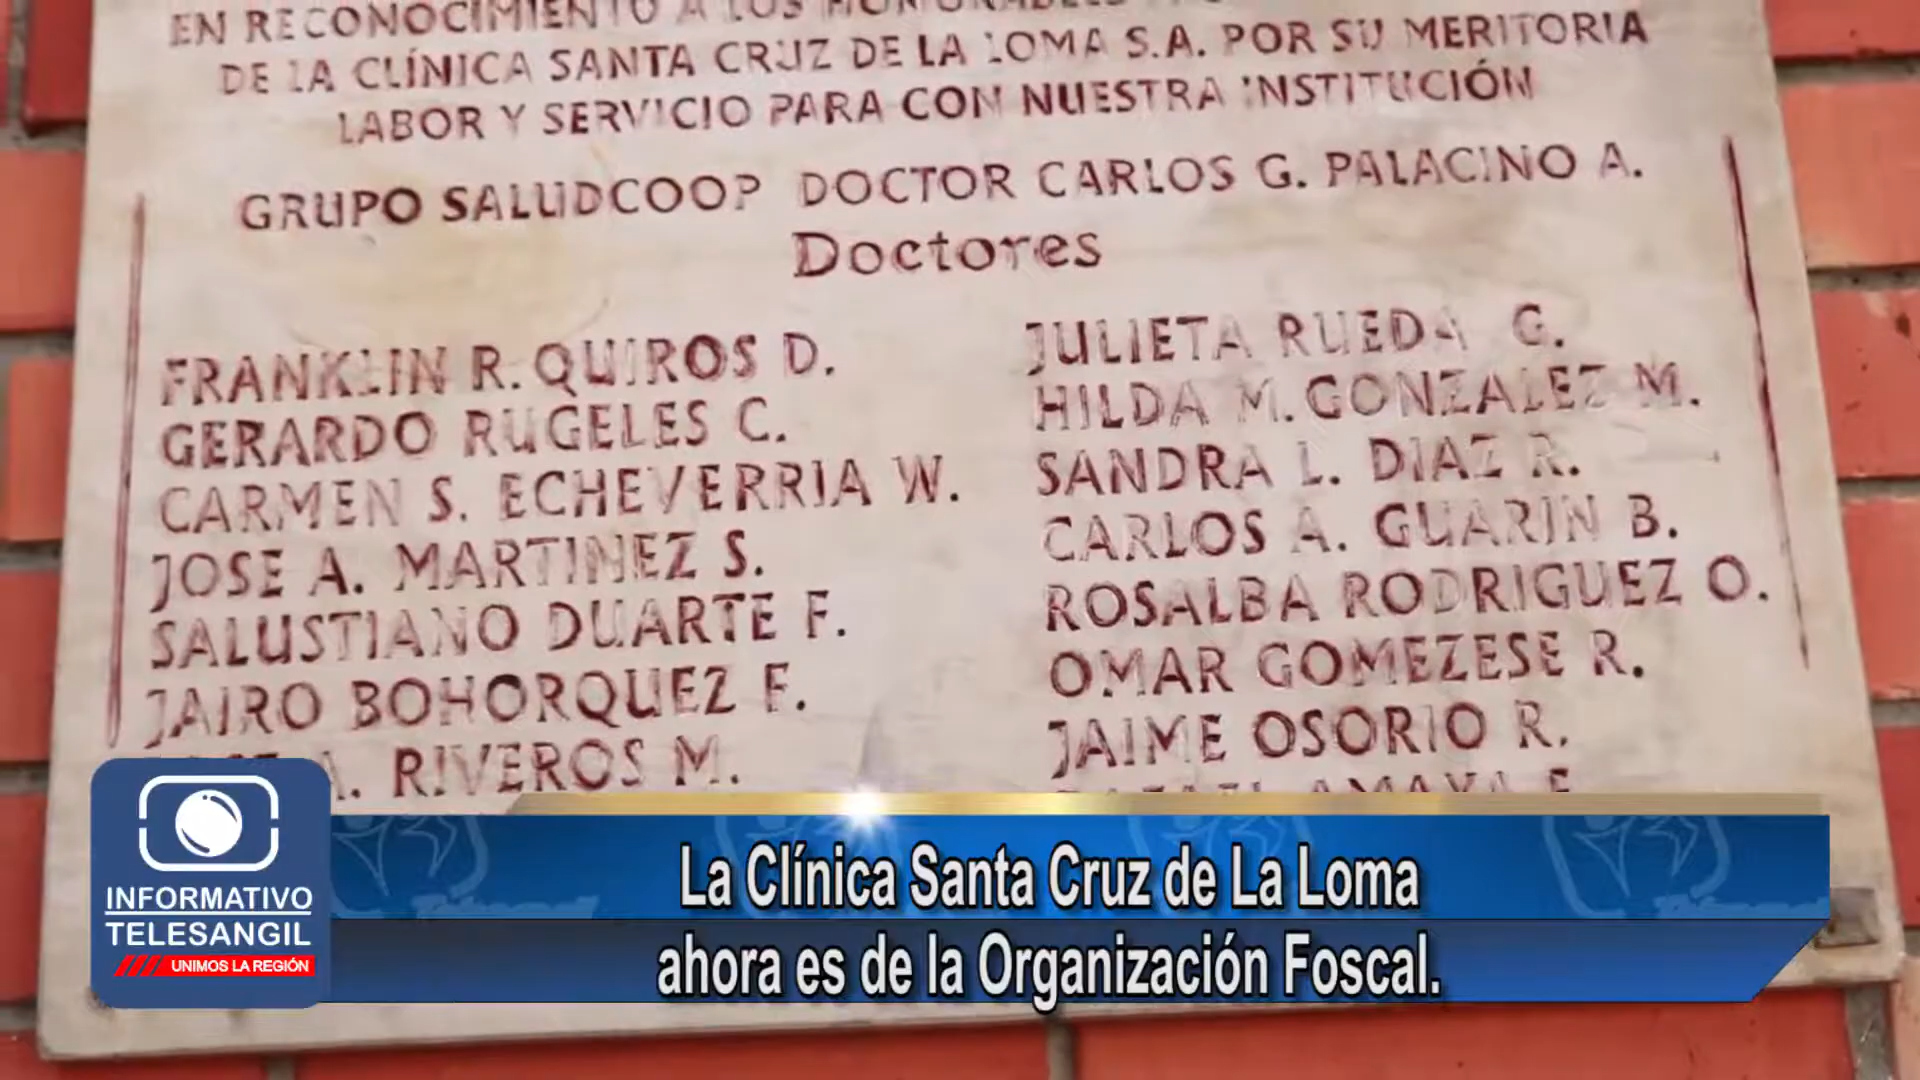 EN RECONOCIMIENTO A LOS HONORABLES
DE LA CLÍNICA SANTA CRUZ DE LA LOMA S.A. POR SU MERITORIA
LABOR Y SERVICIO PARA CON NUESTRA INSTITUCIÓN
GRUPO SALUDCOOP DOCTOR CARLOS G. PALACINO A.
Doctores
FRANKLIN R. QUIROS D.
GERARDO RUGELES C.
CARMEN S. ECHEVERRIA W.
JOSE A. MARTINEZ S.
SALUSTIANO DUARTE F.
JAIRO BOHORQUEZ F.
A. RIVEROS M.
JULIETA RUEDA G.
HILDA M. GONZALEZ M.
SANDRA L. DIAZ R.
CARLOS A. GUARIN B.
ROSALBA RODRIGUEZ O.
OMAR GOMEZESE R.
JAIME OSORIO R.
AMAYA F
INFORMATIVO
TELESANGIL
UNIMOS LA REGIÓN
La Clínica Santa Cruz de La Loma
ahora es de la Organización Foscal.